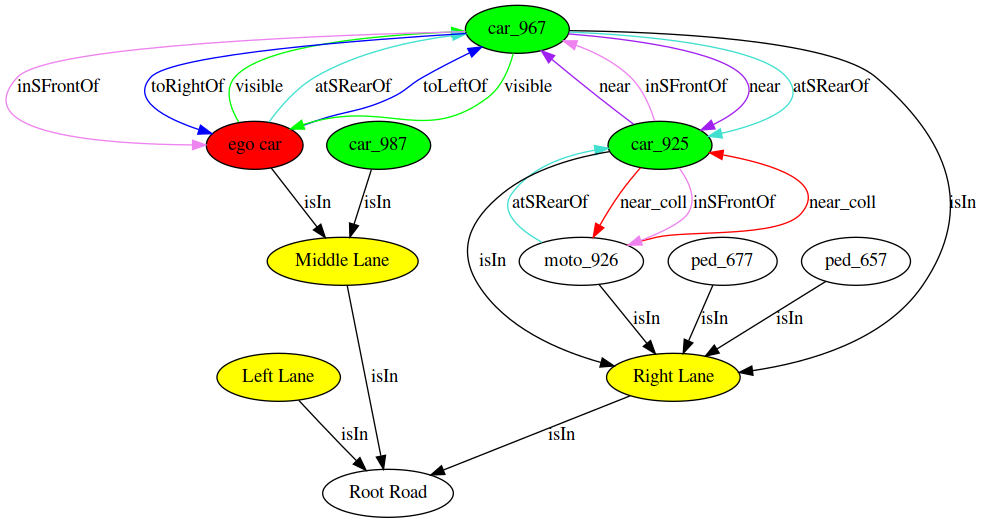 car_967
inSFrontOf toRightOf visible atSRearOf toLeftOf visible near inSFrontOf near atSRearOf
ego car car_987 car_925
isIn isIn atSRearOf near_coll inSFrontOf near_coll isIn
Middle Lane isIn moto_926 ped_677 ped_657
isIn isIn isIn
Left Lane isIn Right Lane
isIn isIn
Root Road